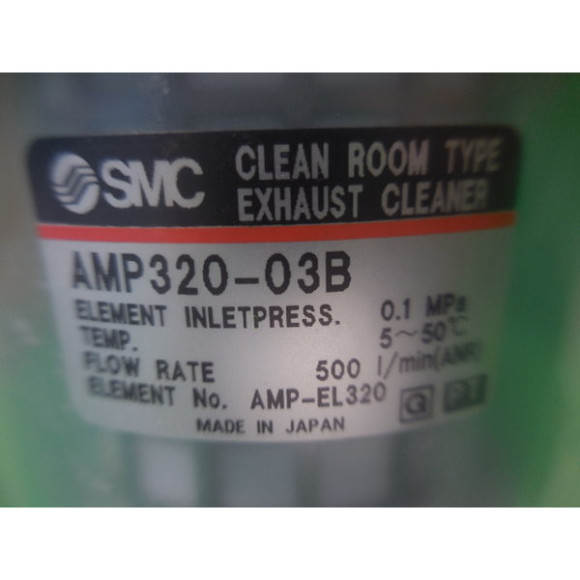 SMC CLEAN ROOM TYPE
EXHAUST CLEANER
AMP320-03B
ELEMENT INLETPRESS. 0.1 MPa
TEMP. 5~50℃
FLOW RATE 500 l/min(ANR)
ELEMENT No. AMP-EL320
MADE IN JAPAN